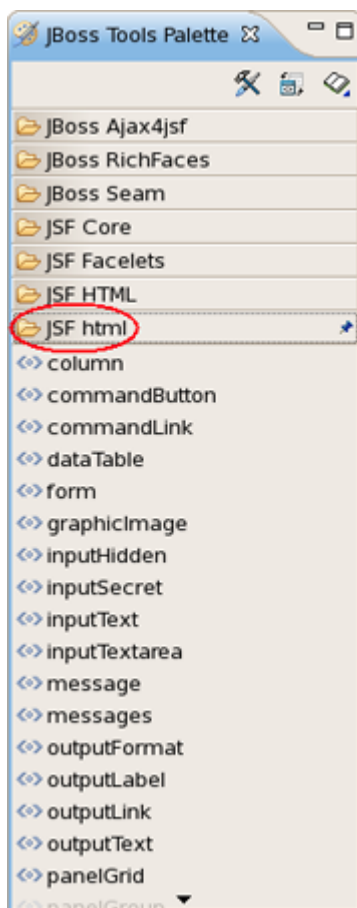 JBoss Tools Palette
JBoss Ajax4jsf
JBoss RichFaces
JBoss Seam
JSF Core
JSF Facelets
JSF HTML
JSF html
column
commandButton
commandLink
dataTable
form
graphicImage
inputHidden
inputSecret
inputText
inputTextarea
message
messages
outputFormat
outputLabel
outputLink
outputText
panelGrid
panelGroup